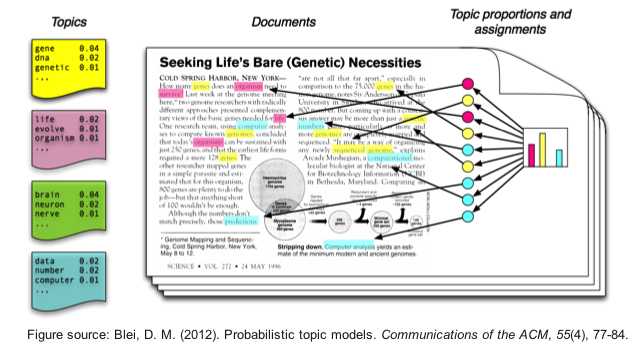 Topics
Documents
Topic proportions and
assignments
gene 0.04
dna 0.02
genetic 0.01
...
life 0.02
evolve 0.01
organism 0.01
...
brain 0.04
neuron 0.02
nerve 0.01
...
data 0.02
number 0.02
computer 0.01
...
Seeking Life's Bare (Genetic) Necessities
COLD SPRING HARBOR, NEW YORK—
How many genes does an organism need to
survive? Last week at the genome meeting
here,* two genome researchers with radically
different approaches presented complemen-
tary views of the basic genes needed for life.
One research team, using computer analy-
ses to compare known genomes, concluded
that today's organisms can be sustained with
just 250 genes, and that the earliest life forms
required a mere 128 genes. The
other researcher mapped genes
in a simple parasite and esti-
mated that for this organism,
800 genes are plenty to do the
job—but that anything short
of 100 wouldn't be enough.
Although the numbers don't
match precisely, those predictions
* Genome Mapping and Sequenc-
ing, Cold Spring Harbor, New York,
May 8 to 12.
"are not all that far apart," especially in
comparison to the 75,000 genes in the hu-
genome, notes Siv Andersson
University in
800 number. But coming up with a
sus answer may be more than just a
numbers particularly as more and
more genomes are completely
sequenced. "It may be a way of organizing
any newly sequenced genome," explains
Arcady Mushegian, a computational mo-
lecular biologist at the National Center
for Biotechnology Information (NCBI)
in Bethesda, Maryland. Comparing an
Stripping down. Computer analysis yields an esti-
mate of the minimum modern and ancient genomes.
SCIENCE • VOL. 272 • 24 MAY 1996
Figure source: Blei, D. M. (2012). Probabilistic topic models. Communications of the ACM, 55(4), 77-84.